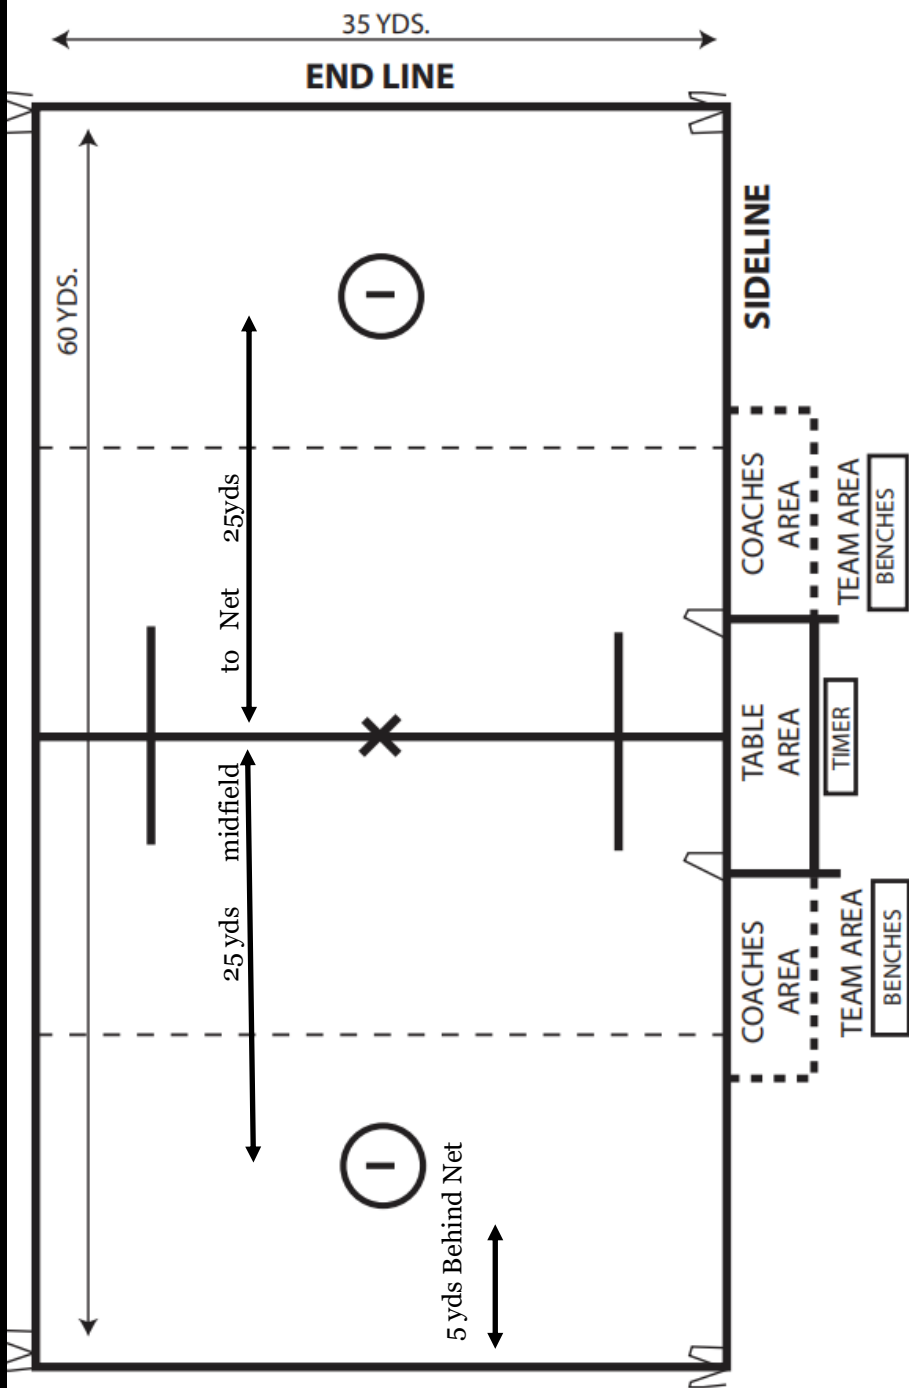 35 YDS.
END LINE
60 YDS.
SIDELINE
25 yds midfield to Net 25yds
5 yds Behind Net
COACHES
AREA
TEAM AREA
BENCHES
TABLE
AREA
TIMER
COACHES
AREA
TEAM AREA
BENCHES